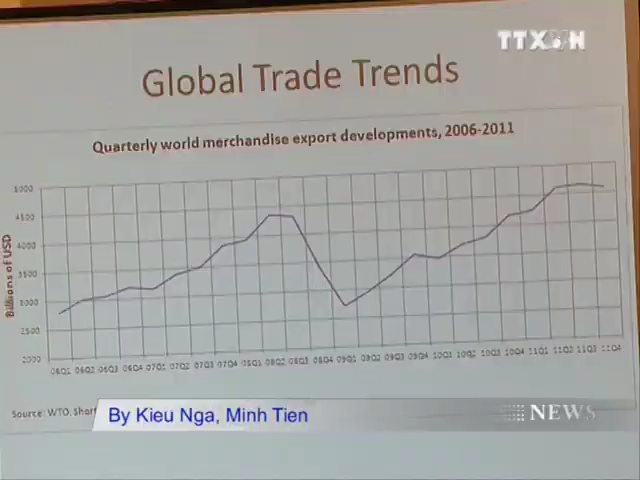 Global Trade Trends
Quarterly world merchandise export developments, 2006-2011
Billions of USD
5000
4500
4000
3500
3000
2500
2000
06Q1 06Q2 06Q3 06Q4 07Q1 07Q2 07Q3 07Q4 08Q1 08Q2 08Q3 08Q4 09Q1 09Q2 09Q3 09Q4 10Q1 10Q2 10Q3 10Q4 11Q1 11Q2 11Q3 11Q4
Source: WTO, Short
By Kieu Nga, Minh Tien
NEWS